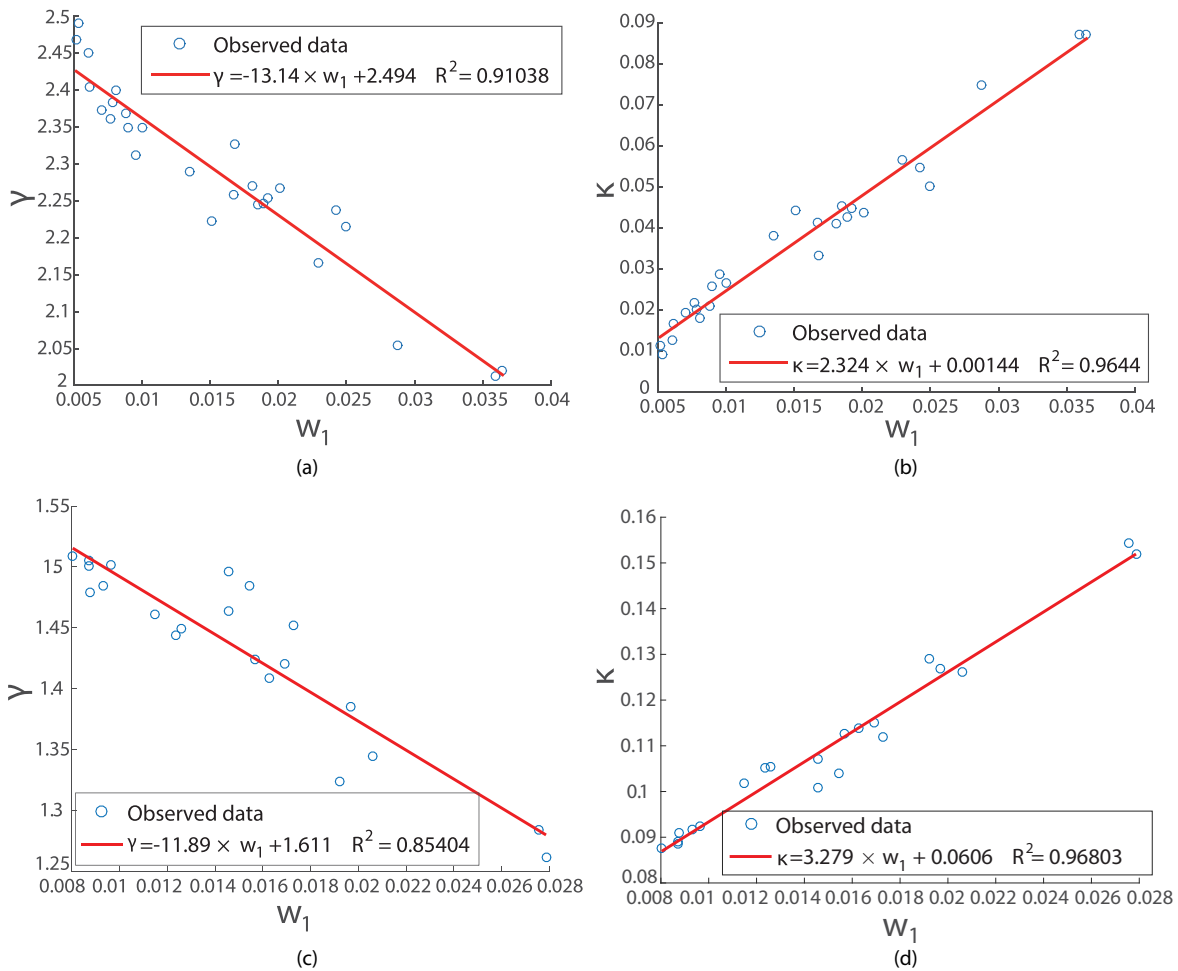 2.5
2.45
2.4
2.35
2.3
2.25
2.2
2.15
2.1
2.05
2
γ
Observed data
γ =-13.14 × w1 +2.494 R2= 0.91038
0.005 0.01 0.015 0.02 0.025 0.03 0.035 0.04
W1
(a)
0.09
0.08
0.07
0.06
0.05
0.04
0.03
0.02
0.01
0
κ
Observed data
κ=2.324 × w1 + 0.00144 R2= 0.9644
0.005 0.01 0.015 0.02 0.025 0.03 0.035 0.04
W1
(b)
1.55
15
1.45
1.4
1.35
1.3
1.25
γ
Observed data
γ=-11.89 × w1 +1.611 R2 = 0.85404
0.008 0.01 0.012 0.014 0.016 0.018 0.02 0.022 0.024 0.026 0.028
W1
(c)
0.16
0.15
0.14
0.13
0.12
0.11
0.1
0.09
0.08
κ
Observed data
κ=3.279 × w1 + 0.0606 R2= 0.96803
0.008 0.01 0.012 0.014 0.016 0.018 0.02 0.022 0.024 0.026 0.028
W1
(d)